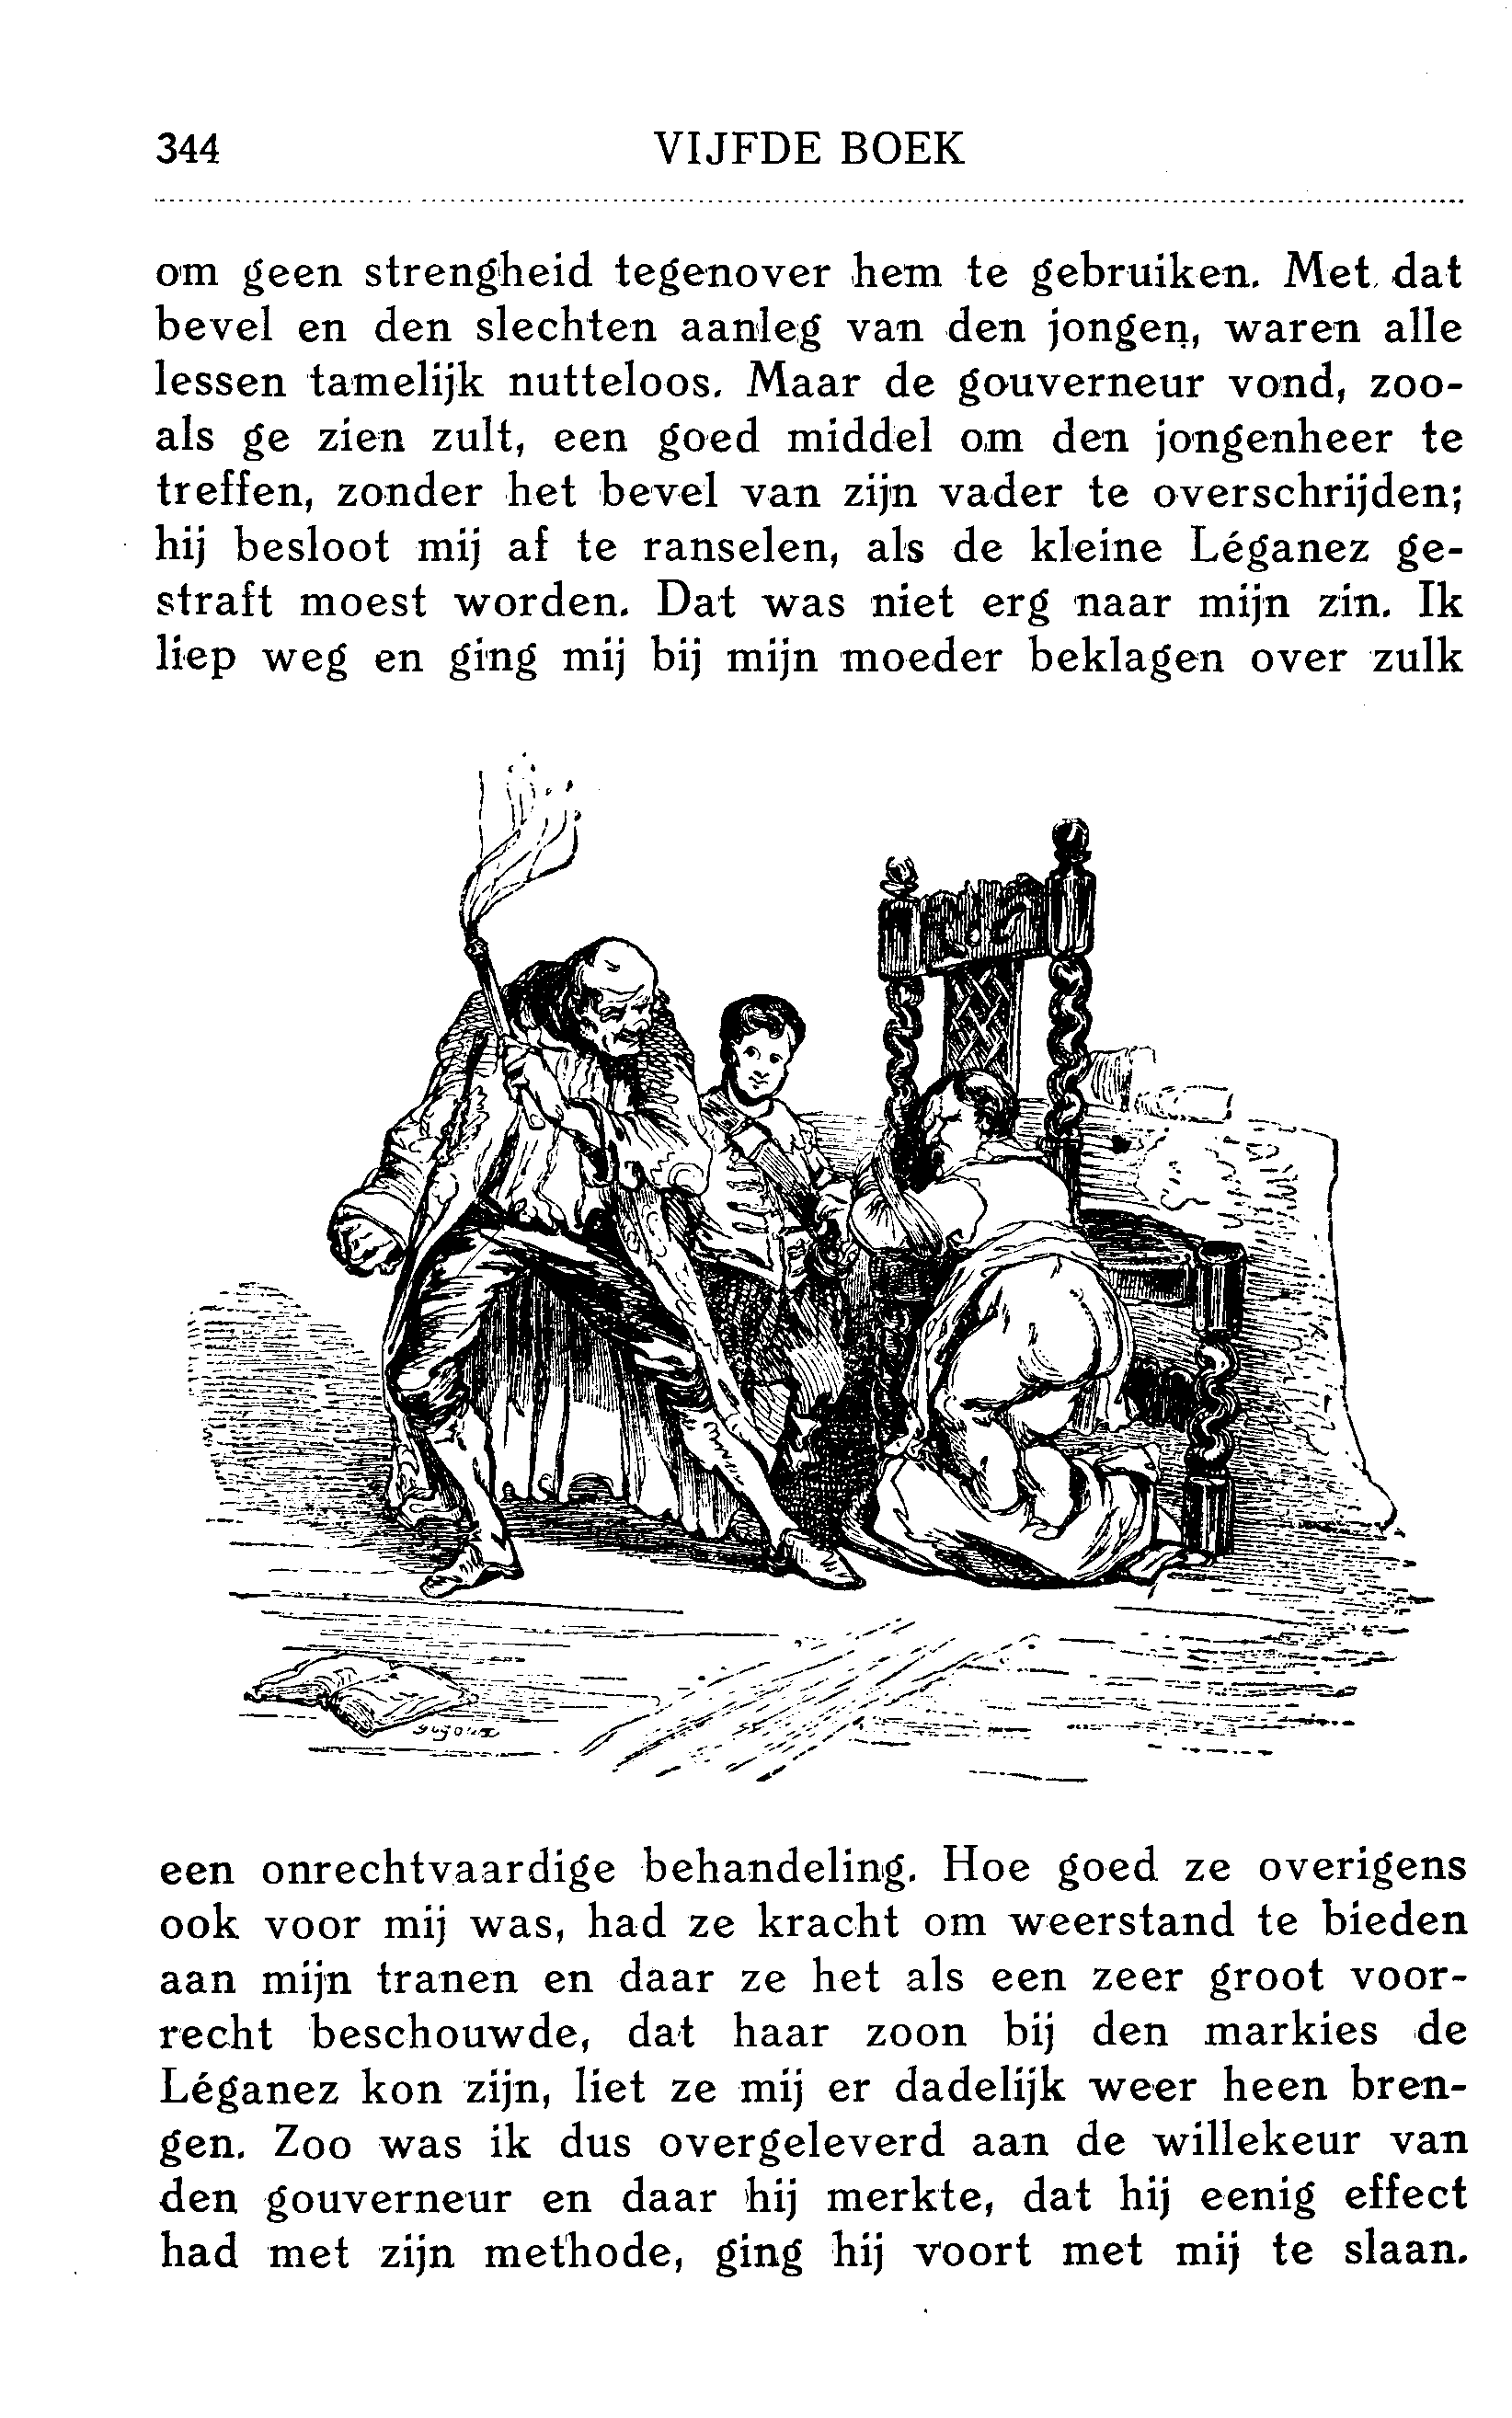 344
VIJFDE BOEK
om geen strengheid tegenover hem te gebruiken. Met dat
bevel en den slechten aanleg van den jongen, waren alle
lessen tamelijk nutteloos. Maar de gouverneur vond, zoo-
als ge zien zult, een goed middel om den jongenheer te
treffen, zonder het bevel van zijn vader te overschrijden;
hij besloot mij af te ranselen, als de kleine Léganez ge-
straft moest worden. Dat was niet erg naar mijn zin. Ik
liep weg en ging mij bij mijn moeder beklagen over zulk
een onrechtvaardige behandeling. Hoe goed ze overigens
ook voor mij was, had ze kracht om weerstand te bieden
aan mijn tranen en daar ze het als een zeer groot voor-
recht beschouwde, dat haar zoon bij den markies de
Léganez kon zijn, liet ze mij er dadelijk weer heen bren-
gen. Zoo was ik dus overgeleverd aan de willekeur van
den gouverneur en daar hij merkte, dat hij eenig effect
had met zijn methode, ging hij voort met mij te slaan.